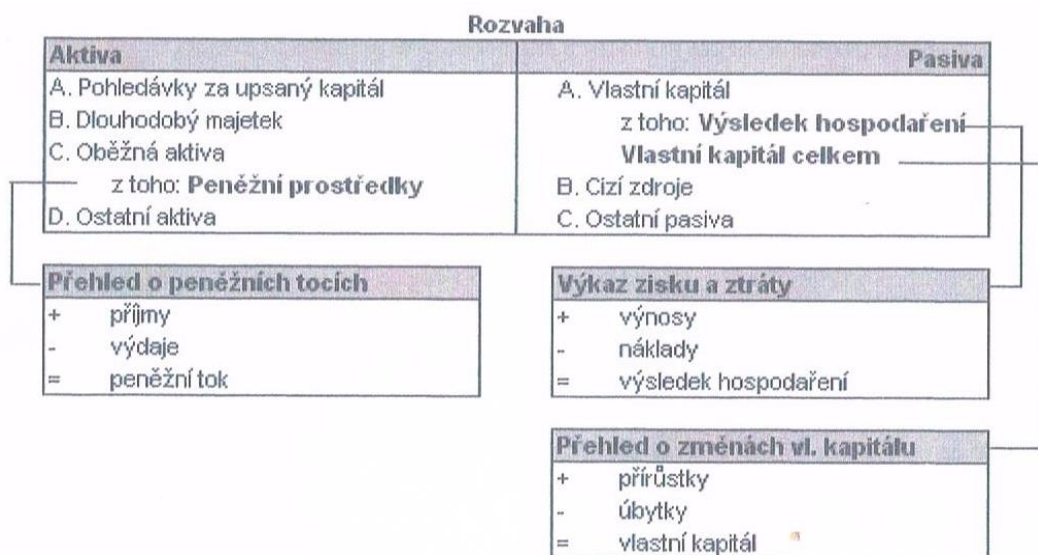 Rozvaha
Aktiva
Pasiva
A. Pohledávky za upsaný kapitál
B. Dlouhodobý majetek
C. Oběžná aktiva
z toho: Peněžní prostředky
D. Ostatní aktiva
A. Vlastní kapitál
z toho: Výsledek hospodaření
Vlastní kapitál celkem
B. Cizí zdroje
C. Ostatní pasiva
Přehled o peněžních tocích
+ příjmy
- výdaje
= peněžní tok
Výkaz zisku a ztráty
+ výnosy
- náklady
= výsledek hospodaření
Přehled o změnách vl. kapitálu
+ přírůstky
- úbytky
= vlastní kapitál